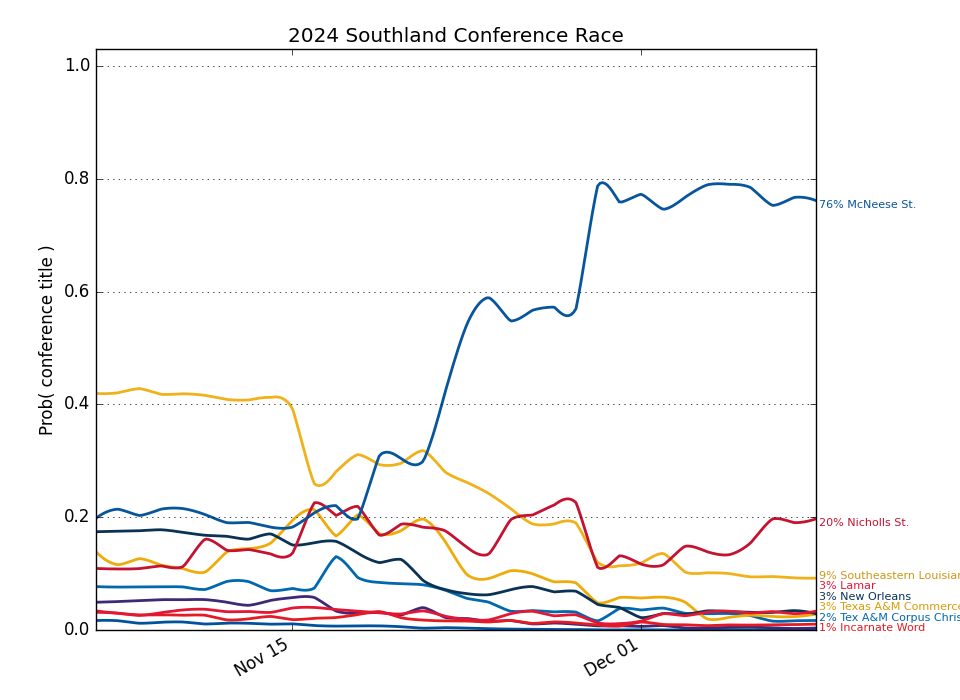 2024 Southland Conference Race
1.0
0.8
0.6
0.4
0.2
0.0
Prob( conference title )
Nov 15
Dec 01
76% McNeese St.
20% Nicholls St.
9% Southeastern Louisian
3% Lamar
3% New Orleans
3% Texas A&M Commerce
2% Tex A&M Corpus Chris
1% Incarnate Word